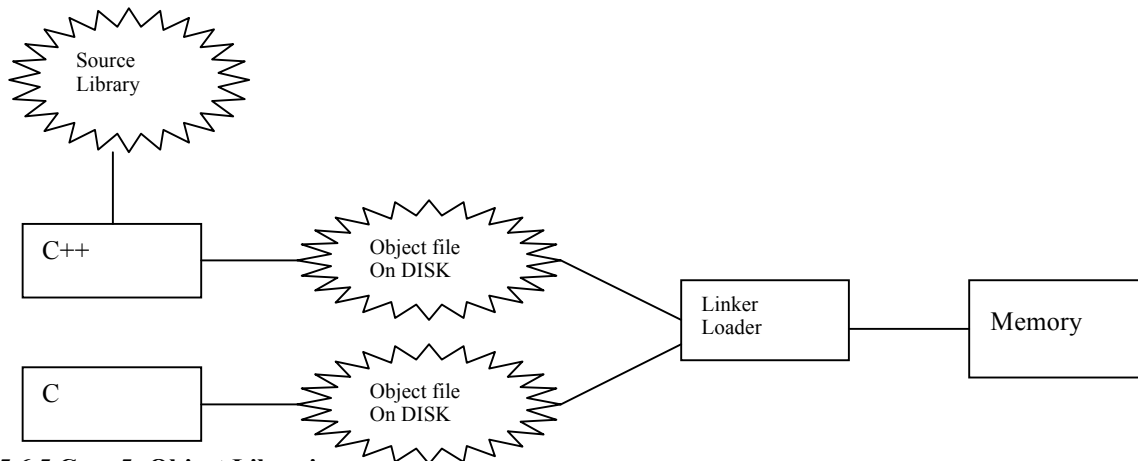 Source
Library
C++
Object file
On DISK
Linker
Loader
Memory
C
Object file
On DISK